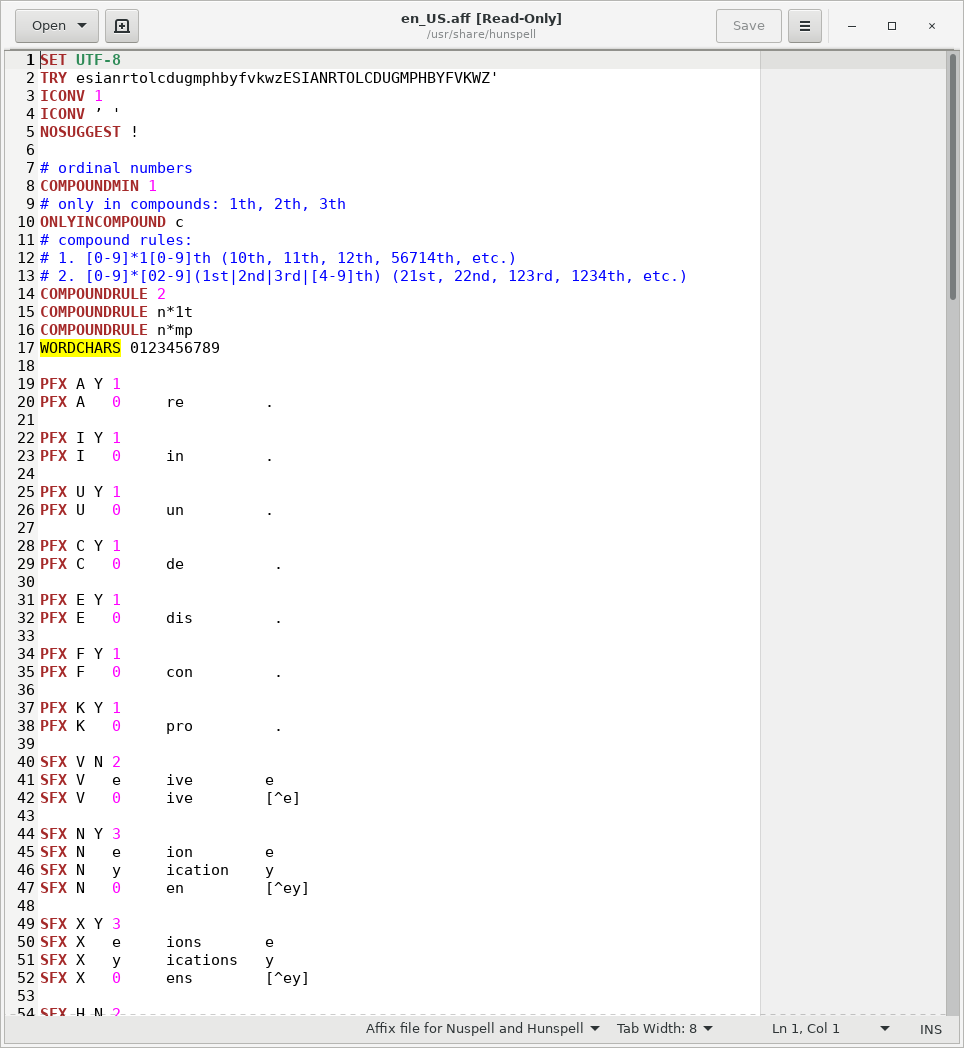 Open
en_US.aff [Read-Only]
/usr/share/hunspell
Save
1 SET UTF-8
2 TRY esianrtolcdugmphbyfvkwzESIANRTOLCDUGMPHBYFVKWZ'
3 ICONV 1
4 ICONV ’ '
5 NOSUGGEST !
6
7 # ordinal numbers
8 COMPOUNDMIN 1
9 # only in compounds: 1th, 2th, 3th
10 ONLYINCOMPOUND c
11 # compound rules:
12 # 1. [0-9]*1[0-9]th (10th, 11th, 12th, 56714th, etc.)
13 # 2. [0-9]*[02-9](1st|2nd|3rd|[4-9]th) (21st, 22nd, 123rd, 1234th, etc.)
14 COMPOUNDRULE 2
15 COMPOUNDRULE n*1t
16 COMPOUNDRULE n*mp
17 WORDCHARS 0123456789
18
19 PFX A Y 1
20 PFX A   0     re         .
21
22 PFX I Y 1
23 PFX I   0     in         .
24
25 PFX U Y 1
26 PFX U   0     un         .
27
28 PFX C Y 1
29 PFX C   0     de          .
30
31 PFX E Y 1
32 PFX E   0     dis         .
33
34 PFX F Y 1
35 PFX F   0     con         .
36
37 PFX K Y 1
38 PFX K   0     pro         .
39
40 SFX V N 2
41 SFX V   e     ive        e
42 SFX V   0     ive        [^e]
43
44 SFX N Y 3
45 SFX N   e     ion        e
46 SFX N   y     ication    y
47 SFX N   0     en         [^ey]
48
49 SFX X Y 3
50 SFX X   e     ions       e
51 SFX X   y     ications   y
52 SFX X   0     ens        [^ey]
53
54 SFX H N 2
Affix file for Nuspell and Hunspell
Tab Width: 8
Ln 1, Col 1
INS